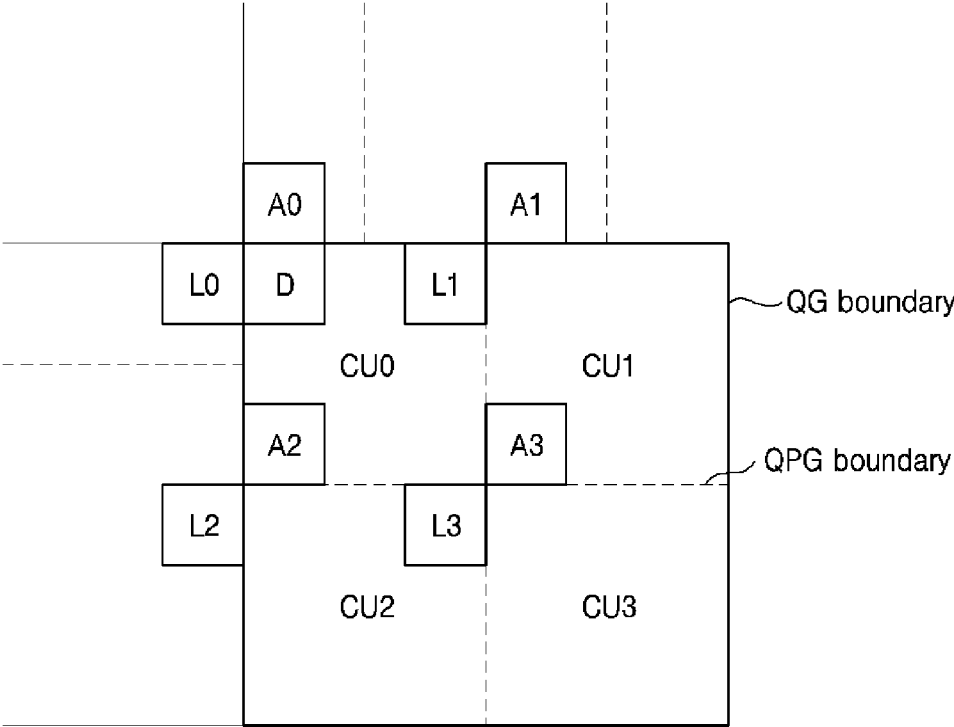 A0
A1
L0
D
L1
QG boundary
CU0
CU1
A2
A3
QPG boundary
L2
L3
CU2
CU3